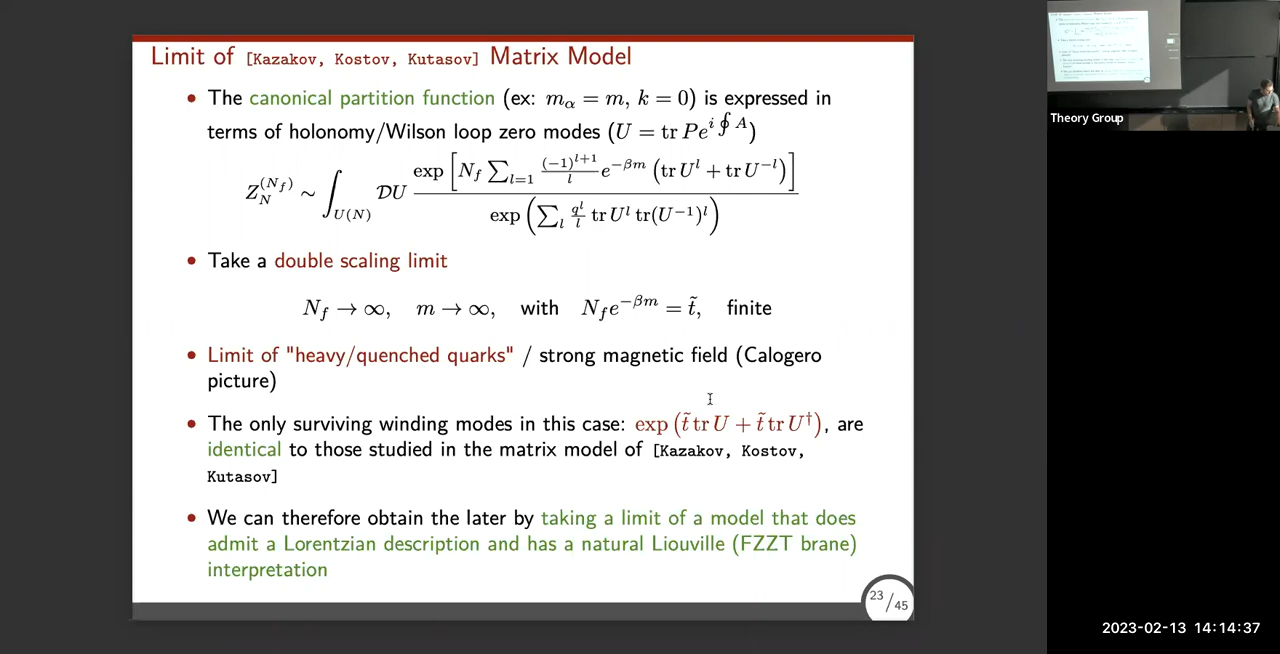 Limit of [Kazakov, Kostov, Kutasov] Matrix Model
• The canonical partition function (ex: m_α = m, k = 0) is expressed in
terms of holonomy/Wilson loop zero modes (U = tr Pe^{i∮A})
Z_N^{(N_f)} ∼ ∫_{U(N)} DU exp[N_f ∑_{l=1} \frac{(-1)^{l+1}}{l} e^{-βm} (tr U^l + tr U^{-l})] / exp(∑_l \frac{q^l}{l} tr U^l tr(U^{-1})^l)
• Take a double scaling limit
N_f → ∞, m → ∞, with N_f e^{-βm} = t̃, finite
• Limit of "heavy/quenched quarks" / strong magnetic field (Calogero
picture)
• The only surviving winding modes in this case: exp(t̃ tr U + t̃ tr U†), are
identical to those studied in the matrix model of [Kazakov, Kostov,
Kutasov]
• We can therefore obtain the later by taking a limit of a model that does
admit a Lorentzian description and has a natural Liouville (FZZT brane)
interpretation
23/45
Theory Group
2023-02-13 14:14:37